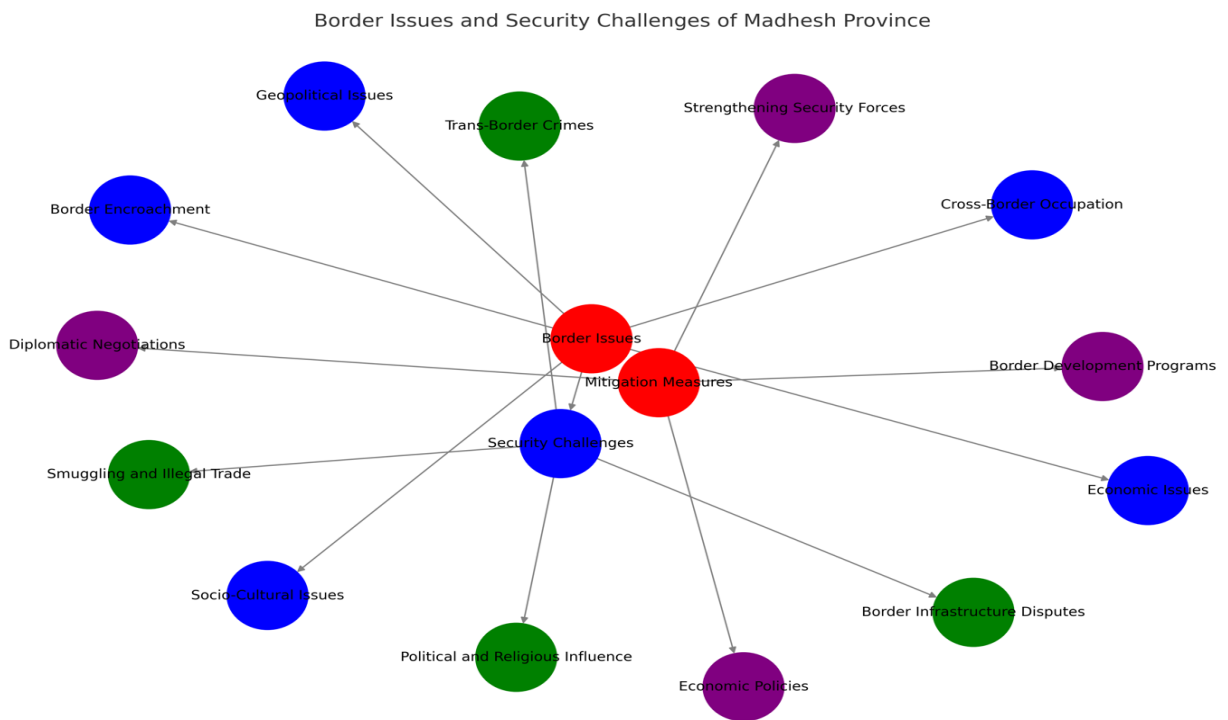 Border Issues and Security Challenges of Madhesh Province
Geopolitical Issues
Strengthening Security Forces
Trans-Border Crimes
Cross-Border Occupation
Border Encroachment
Border Issues
Diplomatic Negotiations
Border Development Programs
Mitigation Measures
Security Challenges
Smuggling and Illegal Trade
Economic Issues
Socio-Cultural Issues
Border Infrastructure Disputes
Political and Religious Influence
Economic Policies